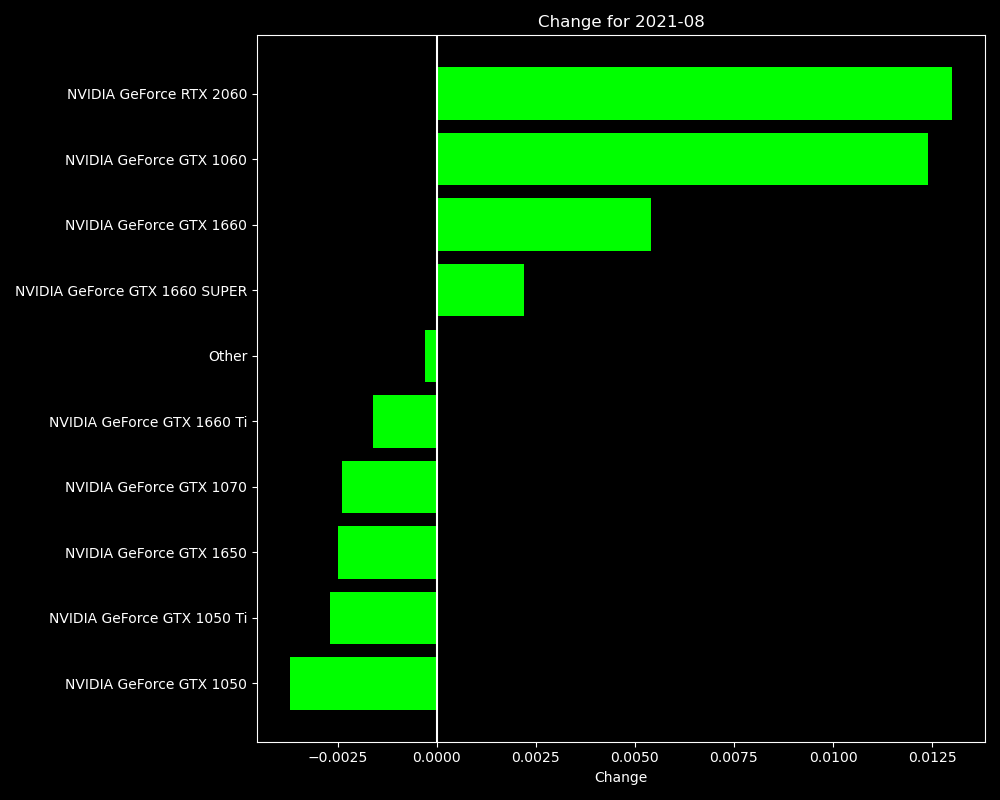 Change for 2021-08
NVIDIA GeForce RTX 2060
NVIDIA GeForce GTX 1060
NVIDIA GeForce GTX 1660
NVIDIA GeForce GTX 1660 SUPER
Other
NVIDIA GeForce GTX 1660 Ti
NVIDIA GeForce GTX 1070
NVIDIA GeForce GTX 1650
NVIDIA GeForce GTX 1050 Ti
NVIDIA GeForce GTX 1050
−0.0025 0.0000 0.0025 0.0050 0.0075 0.0100 0.0125
Change